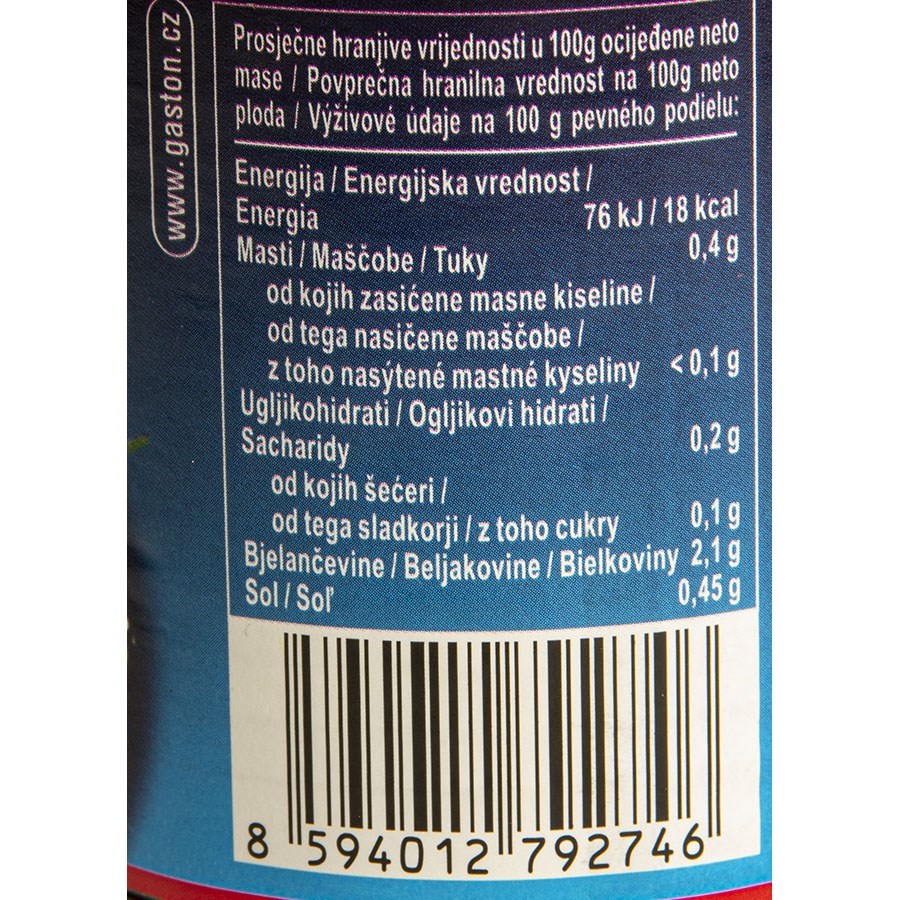 www.gaston.cz
Prosječne hranjive vrijednosti u 100g ocijeđene neto
mase / Povprečna hranilna vrednost na 100g neto
ploda / Výživové údaje na 100 g pevného podielu:
Energija / Energijska vrednost /
Energia 76 kJ / 18 kcal
Masti / Maščobe / Tuky 0,4 g
od kojih zasićene masne kiseline /
od tega nasičene maščobe /
z toho nasýtené mastné kyseliny <0,1 g
Ugljikohidrati / Ogljikovi hidrati /
Sacharidy 0,2 g
od kojih šećeri /
od tega sladkorji / z toho cukry 0,1 g
Bjelančevine / Beljakovine / Bielkoviny 2,1 g
Sol / Soľ 0,45 g
8 594012 792746